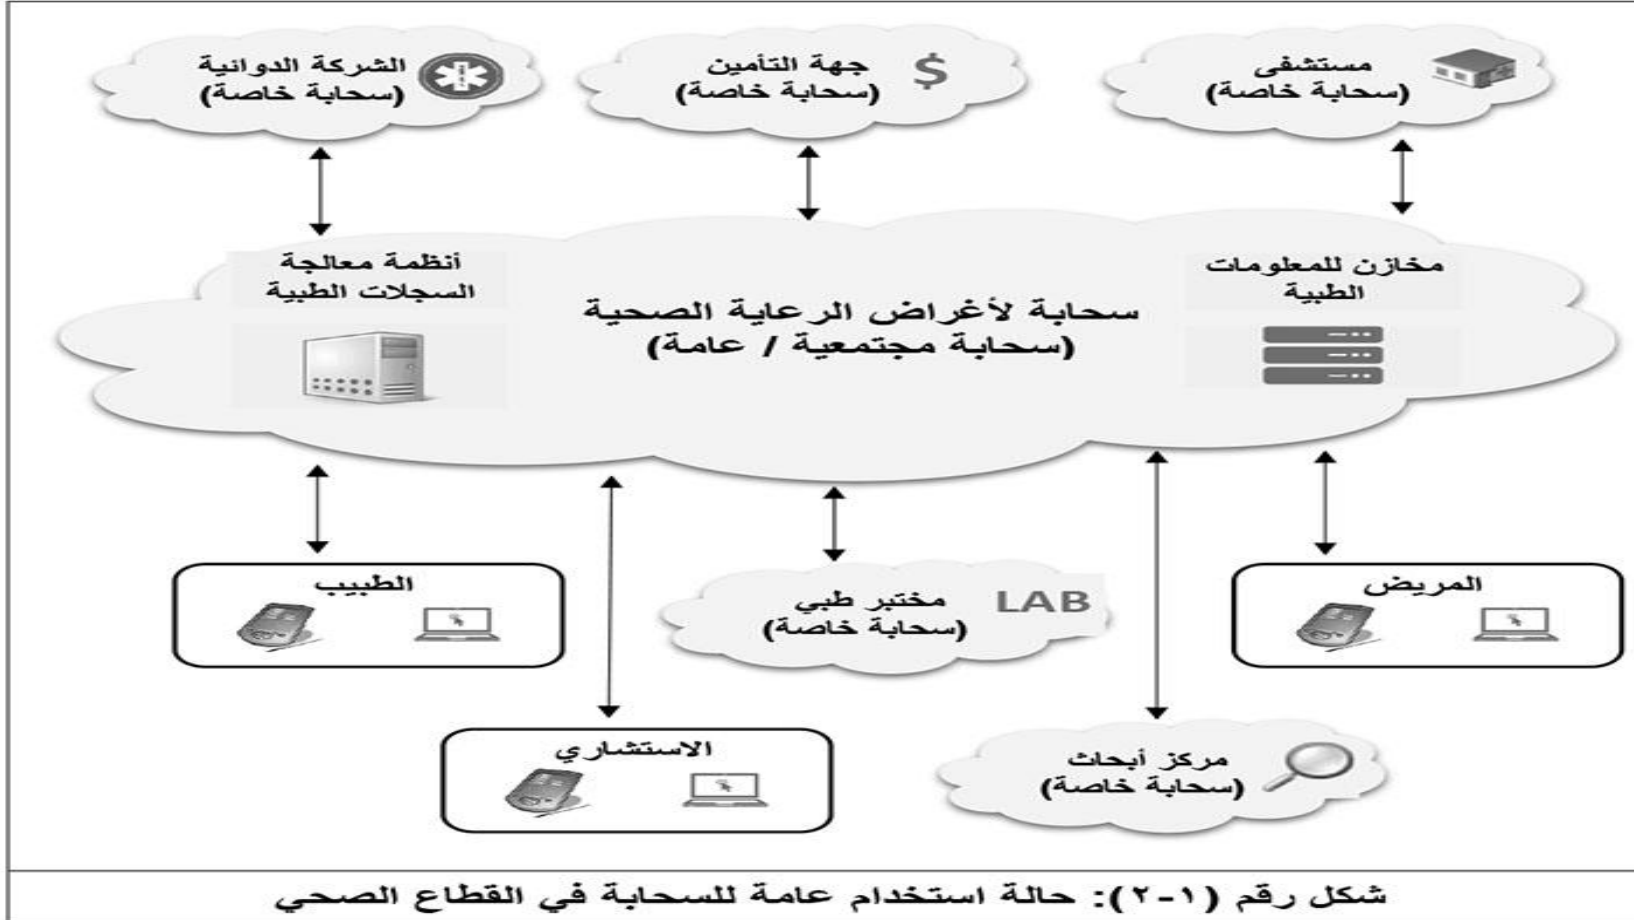 مستشفى
(سحابة خاصة)
جهة التأمين
(سحابة خاصة)
$
الشركة الدوائية
(سحابة خاصة)
مخازن للمعلومات
الطبية
سحابة لأغراض الرعاية الصحية
(سحابة مجتمعية / عامة)
أنظمة معالجة
السجلات الطبية
المريض
مختبر طبي
(سحابة خاصة)
LAB
الطبيب
مركز أبحاث
(سحابة خاصة)
الاستشاري
شكل رقم (١-٢): حالة استخدام عامة للسحابة في القطاع الصحي